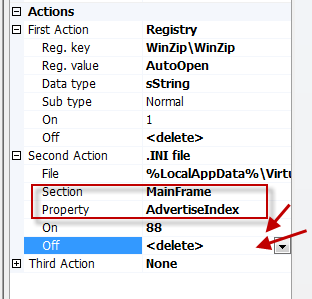 Actions
First Action Registry
Reg. key WinZip\WinZip
Reg. value AutoOpen
Data type sString
Sub type Normal
On 1
Off <delete>
Second Action .INI file
File %LocalAppData%\Virtu
Section MainFrame
Property AdvertiseIndex
On 88
Off <delete>
Third Action None